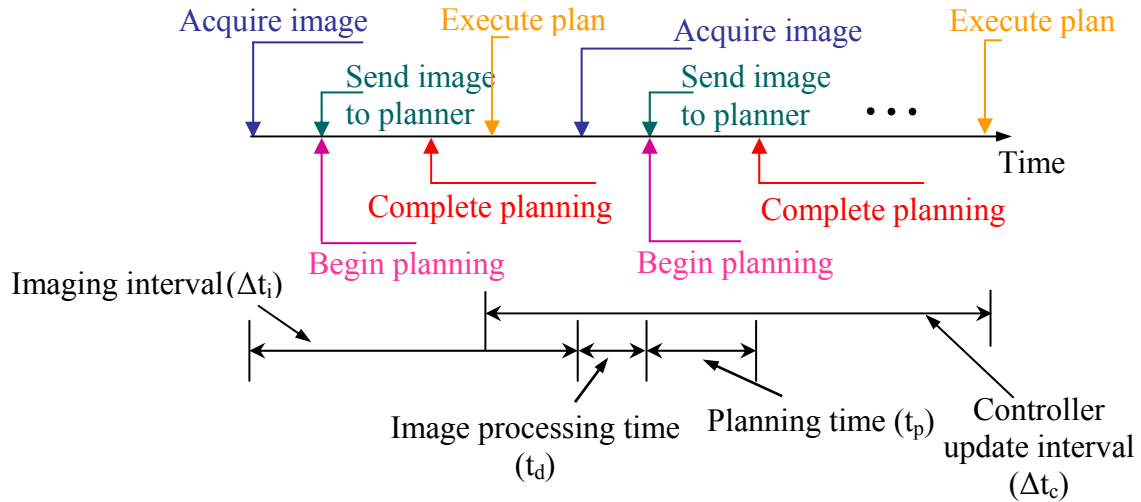 Acquire image
Execute plan
Acquire image
Execute plan
Send image
to planner
Send image
to planner
...
Time
Complete planning
Complete planning
Begin planning
Begin planning
Imaging interval (Δtᵢ)
Image processing time
(t_d)
Planning time (tₚ)
Controller
update interval
(Δt_c)